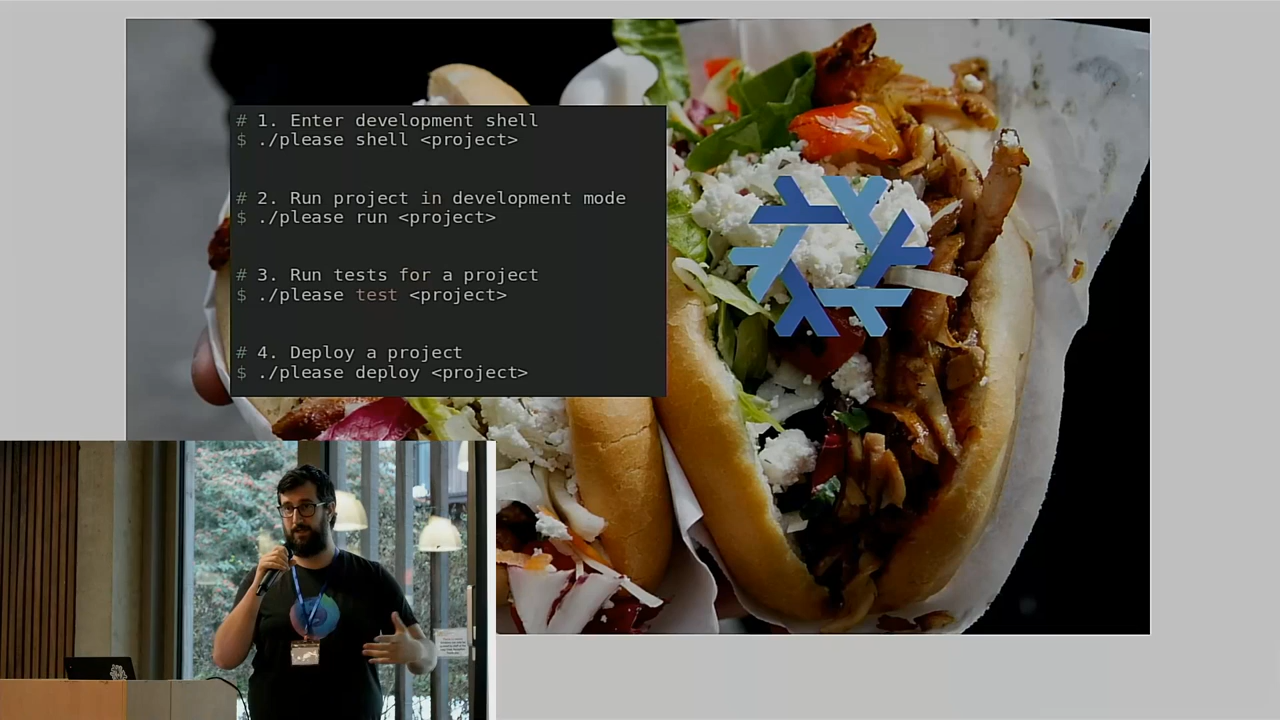 # 1. Enter development shell
$ ./please shell <project>
# 2. Run project in development mode
$ ./please run <project>
# 3. Run tests for a project
$ ./please test <project>
# 4. Deploy a project
$ ./please deploy <project>